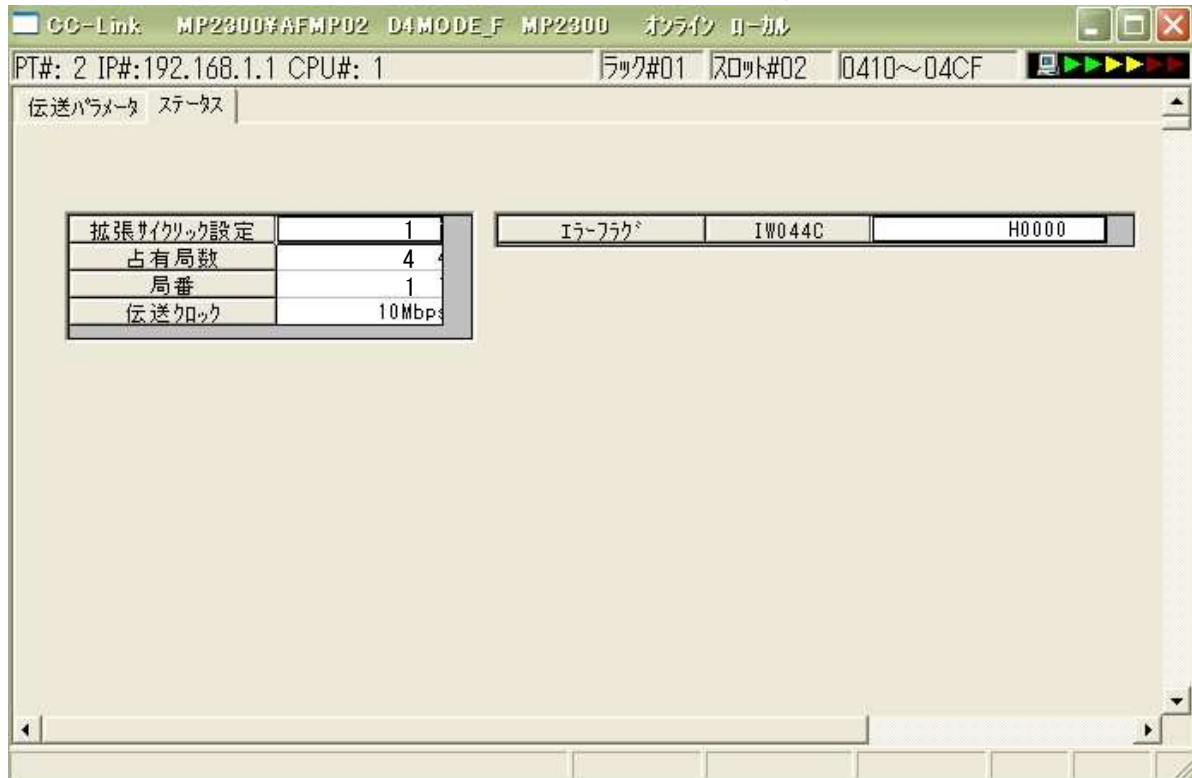 CC-Link MP2300¥AFMP02 D4MODE_F MP2300 ｵﾝﾗｲﾝ ﾛｰｶﾙ
PT#: 2 IP#:192.168.1.1 CPU#: 1 ﾗｯｸ#01 ｽﾛｯﾄ#02 0410～04CF
伝送ﾊﾟﾗﾒｰﾀ ｽﾃｰﾀｽ
拡張ｻｲｸﾘｯｸ設定 1 ｴﾗｰﾌﾗｸﾞ IW044C H0000
占有局数 4
局番 1
伝送ｸﾛｯｸ 10Mbps